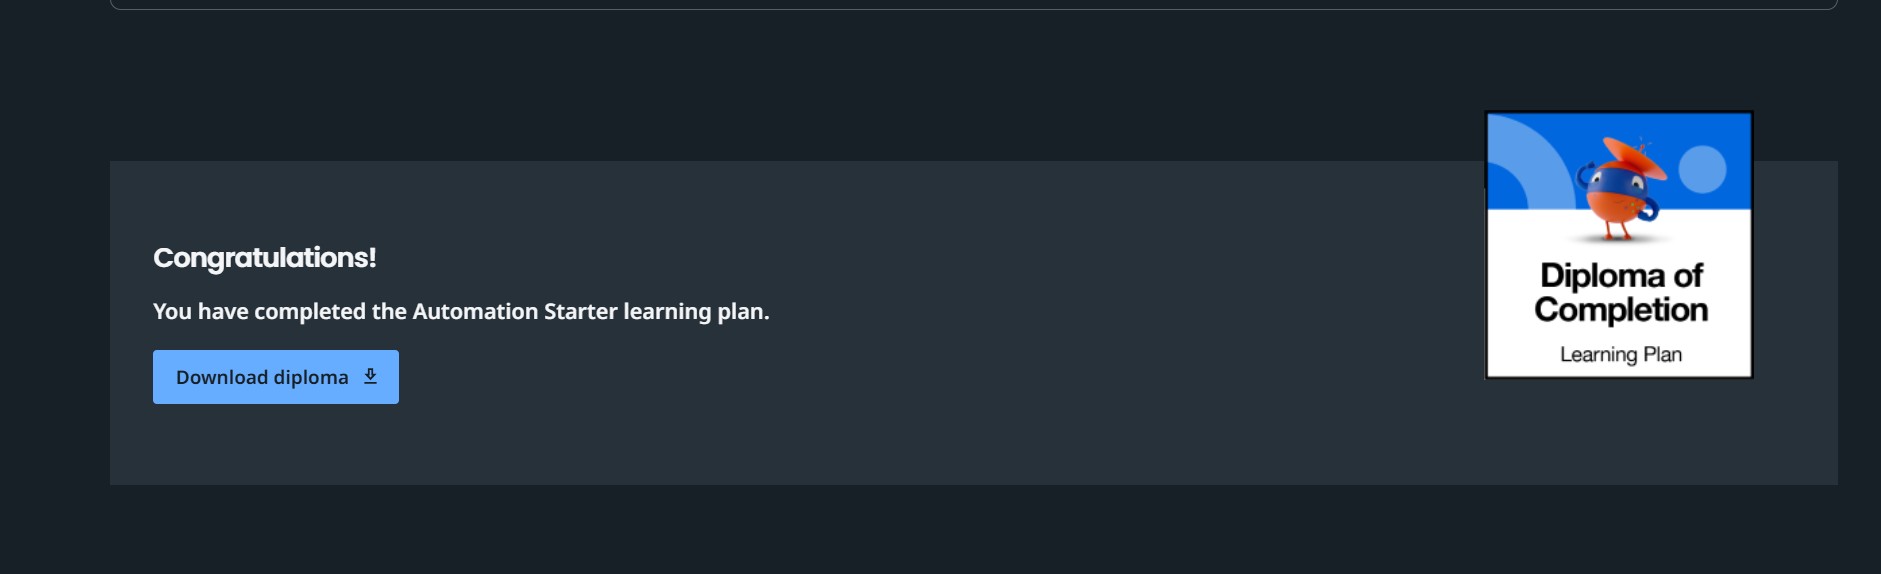 Congratulations!
You have completed the Automation Starter learning plan.
Download diploma
Diploma of
Completion
Learning Plan